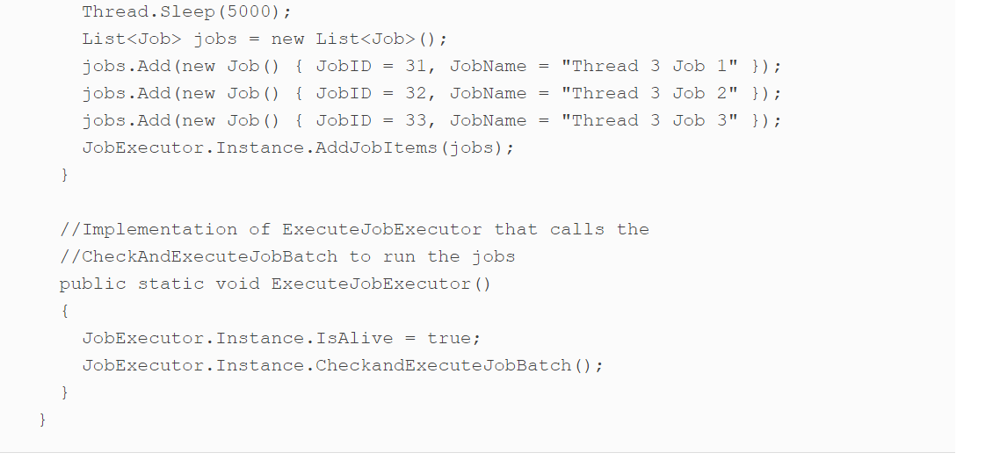 Thread.Sleep(5000);
List<Job> jobs = new List<Job>();
jobs.Add(new Job() { JobID = 31, JobName = "Thread 3 Job 1" });
jobs.Add(new Job() { JobID = 32, JobName = "Thread 3 Job 2" });
jobs.Add(new Job() { JobID = 33, JobName = "Thread 3 Job 3" });
JobExecutor.Instance.AddJobItems(jobs);
}
//Implementation of ExecuteJobExecutor that calls the
//CheckAndExecuteJobBatch to run the jobs
public static void ExecuteJobExecutor()
{
JobExecutor.Instance.IsAlive = true;
JobExecutor.Instance.CheckandExecuteJobBatch();
}
}